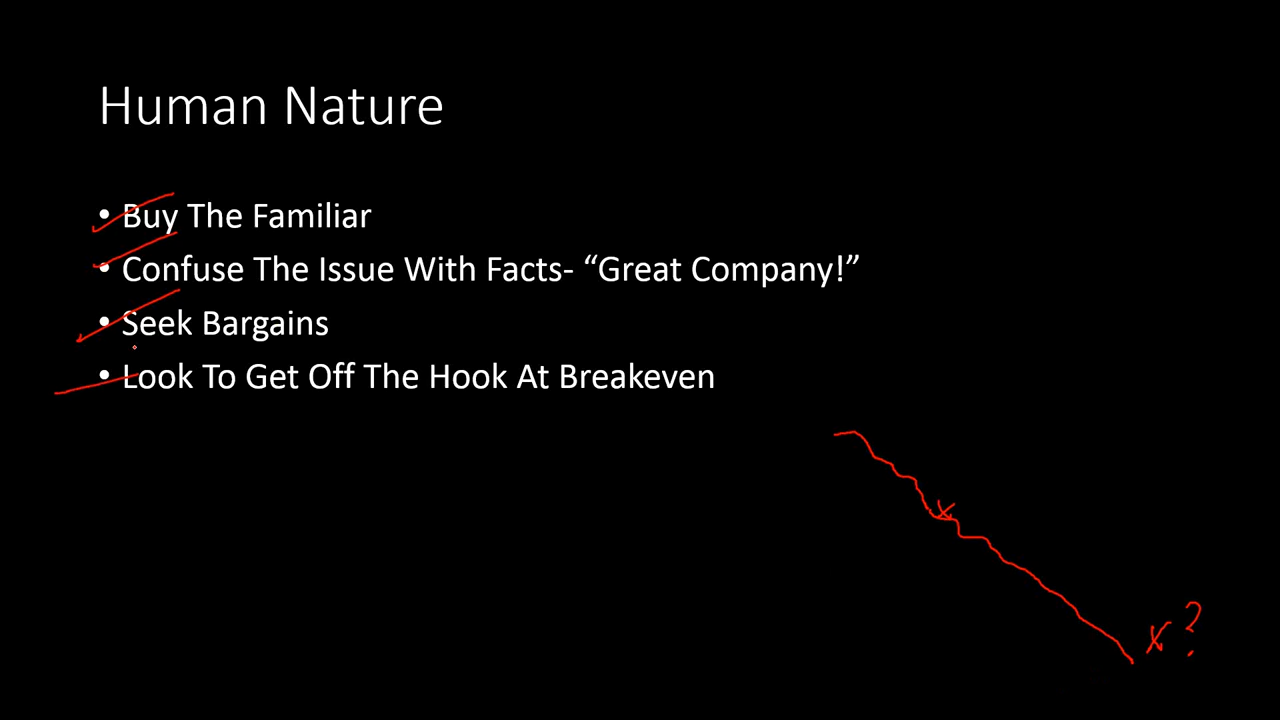 Human Nature
• Buy The Familiar
• Confuse The Issue With Facts- “Great Company!”
• Seek Bargains
• Look To Get Off The Hook At Breakeven
x
x ?